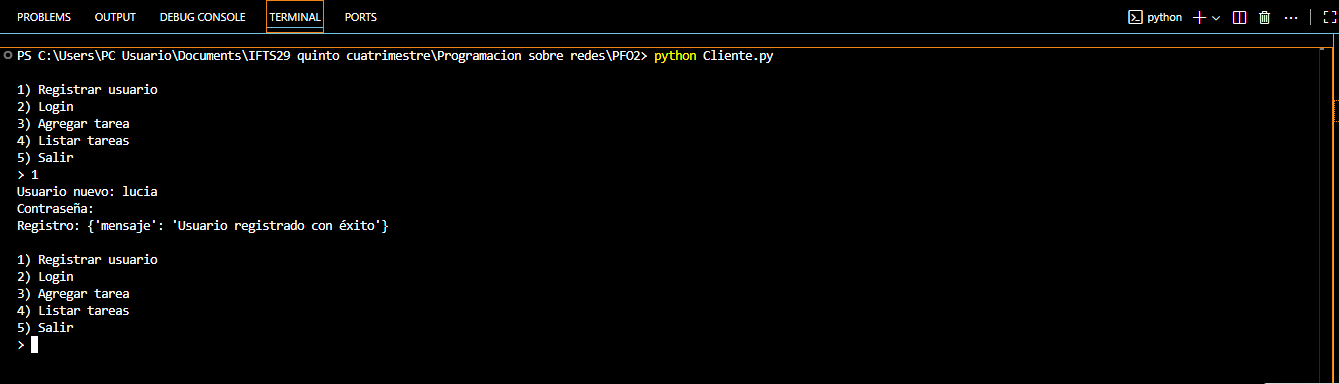 PROBLEMS OUTPUT DEBUG CONSOLE TERMINAL PORTS python
PS C:\Users\PC Usuario\Documents\IFTS29 quinto cuatrimestre\Programacion sobre redes\PFO2> python Cliente.py
1) Registrar usuario
2) Login
3) Agregar tarea
4) Listar tareas
5) Salir
> 1
Usuario nuevo: lucia
Contraseña:
Registro: {'mensaje': 'Usuario registrado con éxito'}
1) Registrar usuario
2) Login
3) Agregar tarea
4) Listar tareas
5) Salir
>